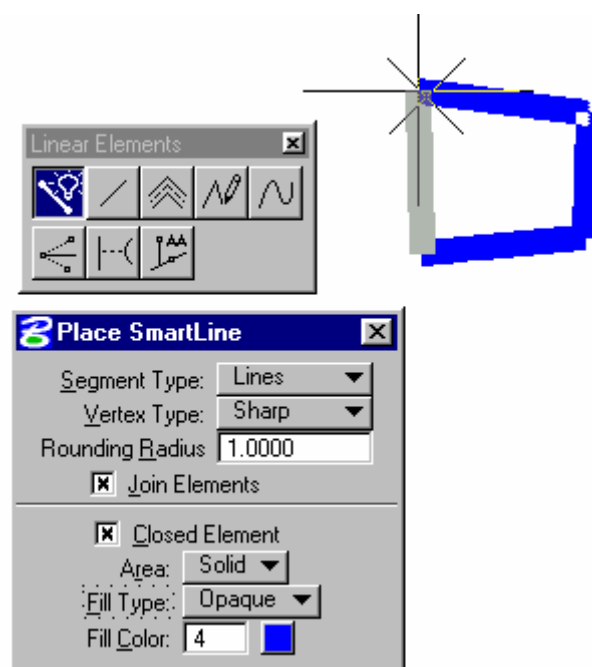 Linear Elements
Place SmartLine
Segment Type: Lines
Vertex Type: Sharp
Rounding Radius 1.0000
Join Elements
Closed Element
Area: Solid
Fill Type: Opaque
Fill Color: 4